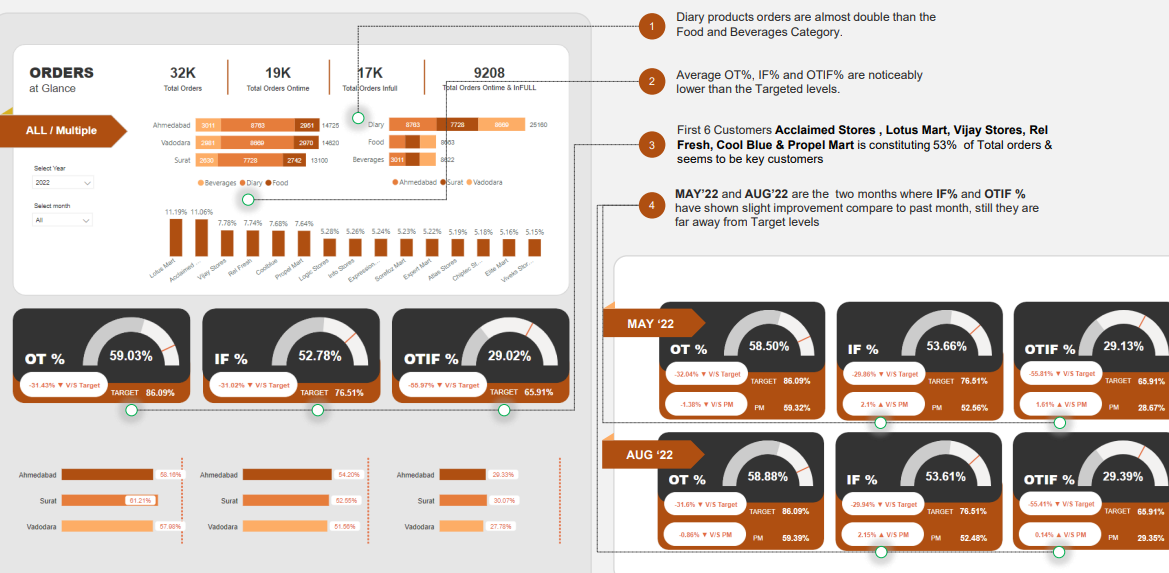 1
Diary products orders are almost double than the
Food and Beverages Category.
2
Average OT%, IF% and OTIF% are noticeably
lower than the Targeted levels.
3
First 6 Customers Acclaimed Stores , Lotus Mart, Vijay Stores, Rel
Fresh, Cool Blue & Propel Mart is constituting 53% of Total orders &
seems to be key customers
4
MAY'22 and AUG'22 are the two months where IF% and OTIF %
have shown slight improvement compare to past month, still they are
far away from Target levels
ORDERS
at Glance
32K
Total Orders
19K
Total Orders Ontime
17K
Total Orders Infull
9208
Total Orders Ontime & InFULL
ALL / Multiple
Select Year
2022
Select month
All
Ahmedabad 3011 8763 2951 14725
Vadodara 2981 8669 2970 14620
Surat 2630 7728 2742 13100
Beverages Diary Food
Diary 8763 7728 8669 25160
Food 8663
Beverages 3011 8622
Ahmedabad Surat Vadodara
11.19% 11.06% 7.78% 7.74% 7.68% 7.64% 5.28% 5.26% 5.24% 5.23% 5.22% 5.19% 5.18% 5.16% 5.15%
Lotus Mart Acclaimed ... Vijay Stores Rel Fresh Coolblue Propel Mart Logic Stores Info Stores Expression ... Sorefoz Mart Expert Mart Atlas Stores Chiptec St... Elite Mart Viveks Stor...
OT %
59.03%
-31.43% ▼ V/S Target
TARGET 86.09%
IF %
52.78%
-31.02% ▼ V/S Target
TARGET 76.51%
OTIF %
29.02%
-55.97% ▼ V/S Target
TARGET 65.91%
Ahmedabad 58.16%
Surat 61.21%
Vadodara 57.98%
Ahmedabad 54.20%
Surat 52.55%
Vadodara 51.56%
Ahmedabad 29.33%
Surat 30.07%
Vadodara 27.78%
MAY '22
OT %
58.50%
-32.04% ▼ V/S Target
TARGET 86.09%
-1.38% ▼ V/S PM
PM 59.32%
IF %
53.66%
-29.86% ▼ V/S Target
TARGET 76.51%
2.1% ▲ V/S PM
PM 52.56%
OTIF %
29.13%
-55.81% ▼ V/S Target
TARGET 65.91%
1.61% ▲ V/S PM
PM 28.67%
AUG '22
OT %
58.88%
-31.6% ▼ V/S Target
TARGET 86.09%
-0.86% ▼ V/S PM
PM 59.39%
IF %
53.61%
-29.94% ▼ V/S Target
TARGET 76.51%
2.15% ▲ V/S PM
PM 52.48%
OTIF %
29.39%
-55.41% ▼ V/S Target
TARGET 65.91%
0.14% ▲ V/S PM
PM 29.35%